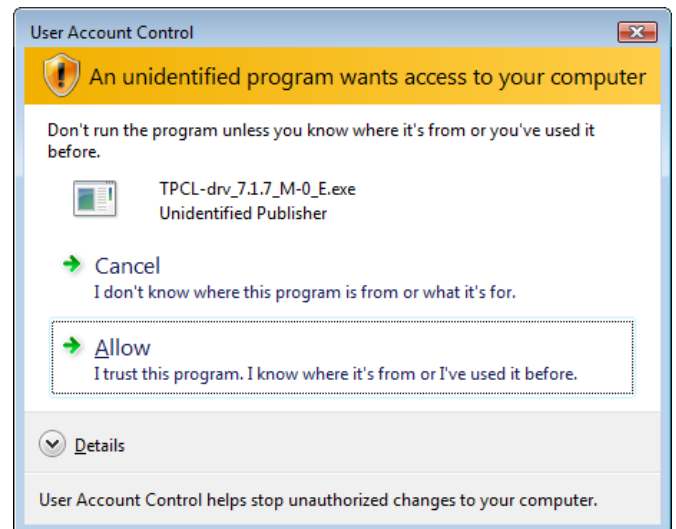 User Account Control
An unidentified program wants access to your computer
Don't run the program unless you know where it's from or you've used it
before.
TPCL-drv_7.1.7_M-0_E.exe
Unidentified Publisher
Cancel
I don't know where this program is from or what it's for.
Allow
I trust this program. I know where it's from or I've used it before.
Details
User Account Control helps stop unauthorized changes to your computer.